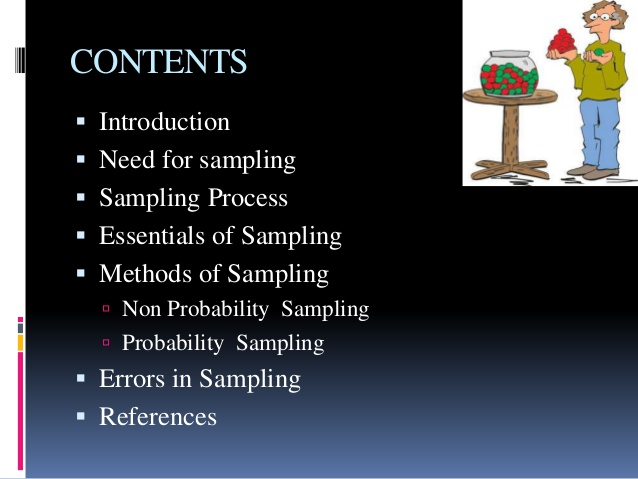 CONTENTS
Introduction
Need for sampling
Sampling Process
Essentials of Sampling
Methods of Sampling
Non Probability Sampling
Probability Sampling
Errors in Sampling
References